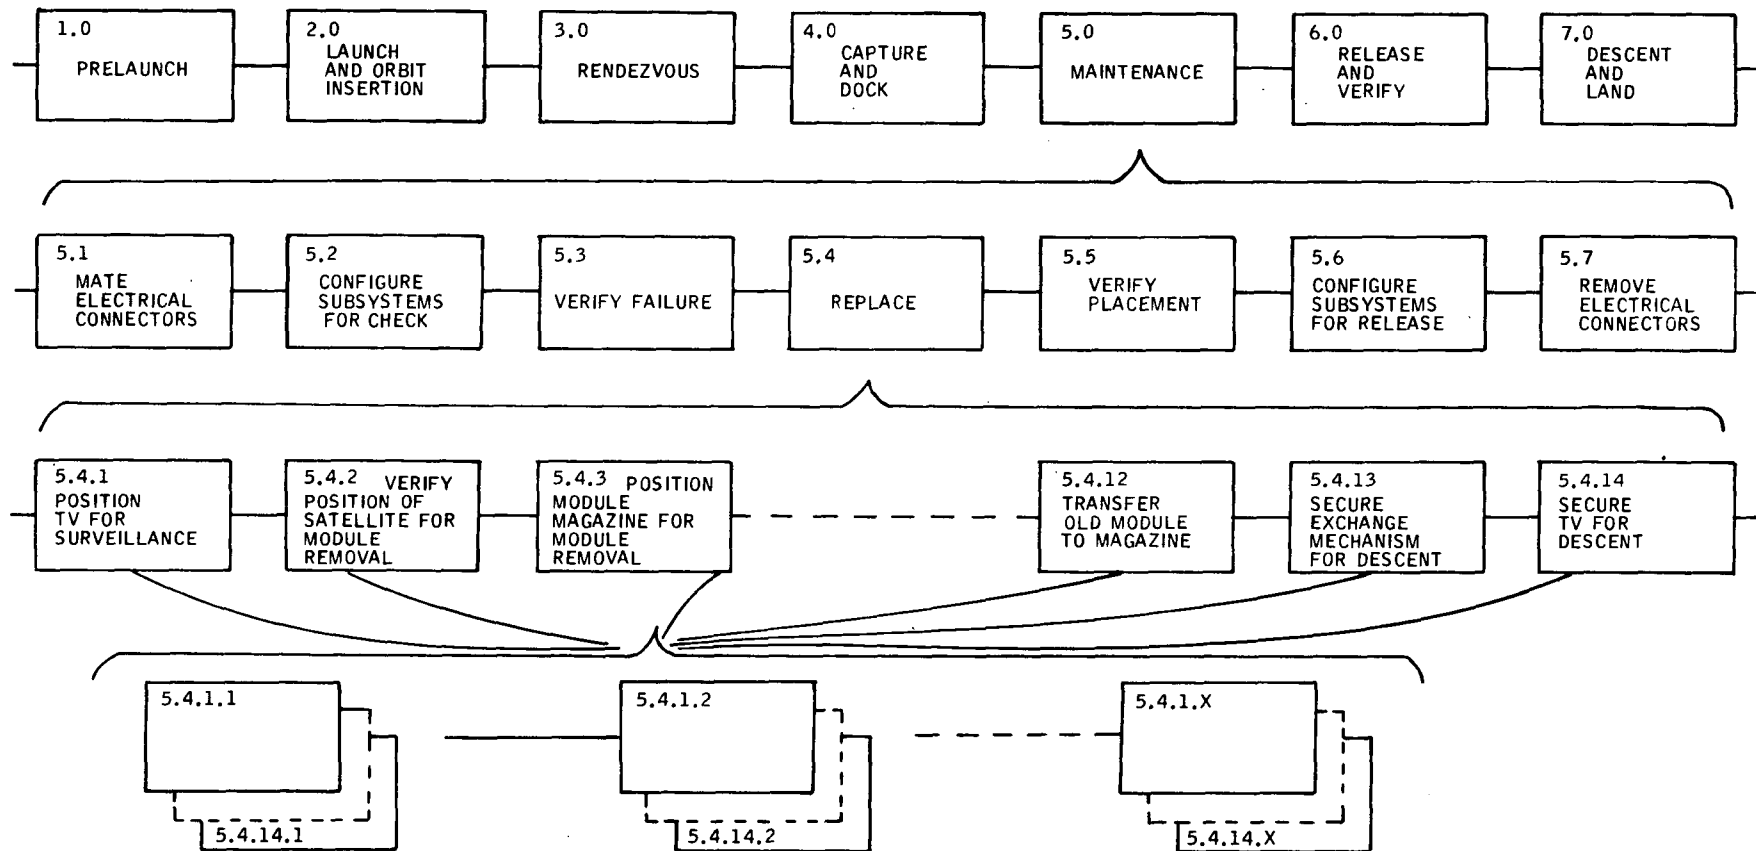 1.0
PRELAUNCH
2.0
LAUNCH
AND ORBIT
INSERTION
3.0
RENDEZVOUS
4.0
CAPTURE
AND
DOCK
5.0
MAINTENANCE
6.0
RELEASE
AND
VERIFY
7.0
DESCENT
AND
LAND
5.1
MATE
ELECTRICAL
CONNECTORS
5.2
CONFIGURE
SUBSYSTEMS
FOR CHECK
5.3
VERIFY FAILURE
5.4
REPLACE
5.5
VERIFY
PLACEMENT
5.6
CONFIGURE
SUBSYSTEMS
FOR RELEASE
5.7
REMOVE
ELECTRICAL
CONNECTORS
5.4.1
POSITION
TV FOR
SURVEILLANCE
5.4.2 VERIFY
POSITION OF
SATELLITE FOR
MODULE
REMOVAL
5.4.3 POSITION
MODULE
MAGAZINE FOR
MODULE
REMOVAL
5.4.12
TRANSFER
OLD MODULE
TO MAGAZINE
5.4.13
SECURE
EXCHANGE
MECHANISM
FOR DESCENT
5.4.14
SECURE
TV FOR
DESCENT
5.4.1.1
5.4.14.1
5.4.1.2
5.4.14.2
5.4.1.X
5.4.14.X